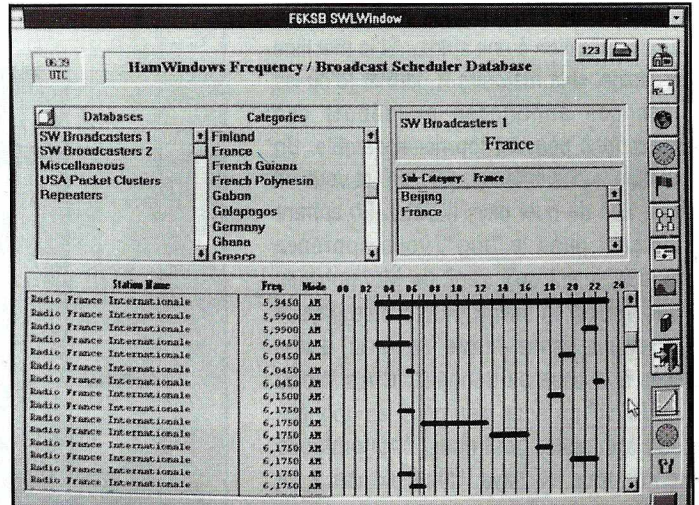 F6KSB SWLWindow
06:39
UTC
HamWindows Frequency / Broadcast Scheduler Database
123
Databases
SW Broadcasters 1
SW Broadcasters 2
Miscellaneous
USA Packet Clusters
Repeaters
Categories
Finland
France
French Guiana
French Polynesia
Gabon
Galapagos
Germany
Ghana
Greece
SW Broadcasters 1
France
Sub-Category: France
Beijing
France
Station Name Freq. Mode 00 02 04 06 08 10 12 14 16 18 20 22 24
Radio France Internationale 5,9450 AM
Radio France Internationale 5,9900 AM
Radio France Internationale 5,9900 AM
Radio France Internationale 6,0450 AM
Radio France Internationale 6,0450 AM
Radio France Internationale 6,0450 AM
Radio France Internationale 6,0450 AM
Radio France Internationale 6,1500 AM
Radio France Internationale 6,1750 AM
Radio France Internationale 6,1750 AM
Radio France Internationale 6,1750 AM
Radio France Internationale 6,1750 AM
Radio France Internationale 6,1750 AM
Radio France Internationale 6,1750 AM
Radio France Internationale 6,1750 AM